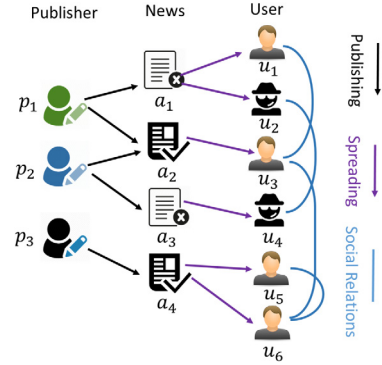 Publisher News User
p₁
p₂
p₃
a₁
a₂
a₃
a₄
u₁
u₂
u₃
u₄
u₅
u₆
Publishing
Spreading
Social Relations